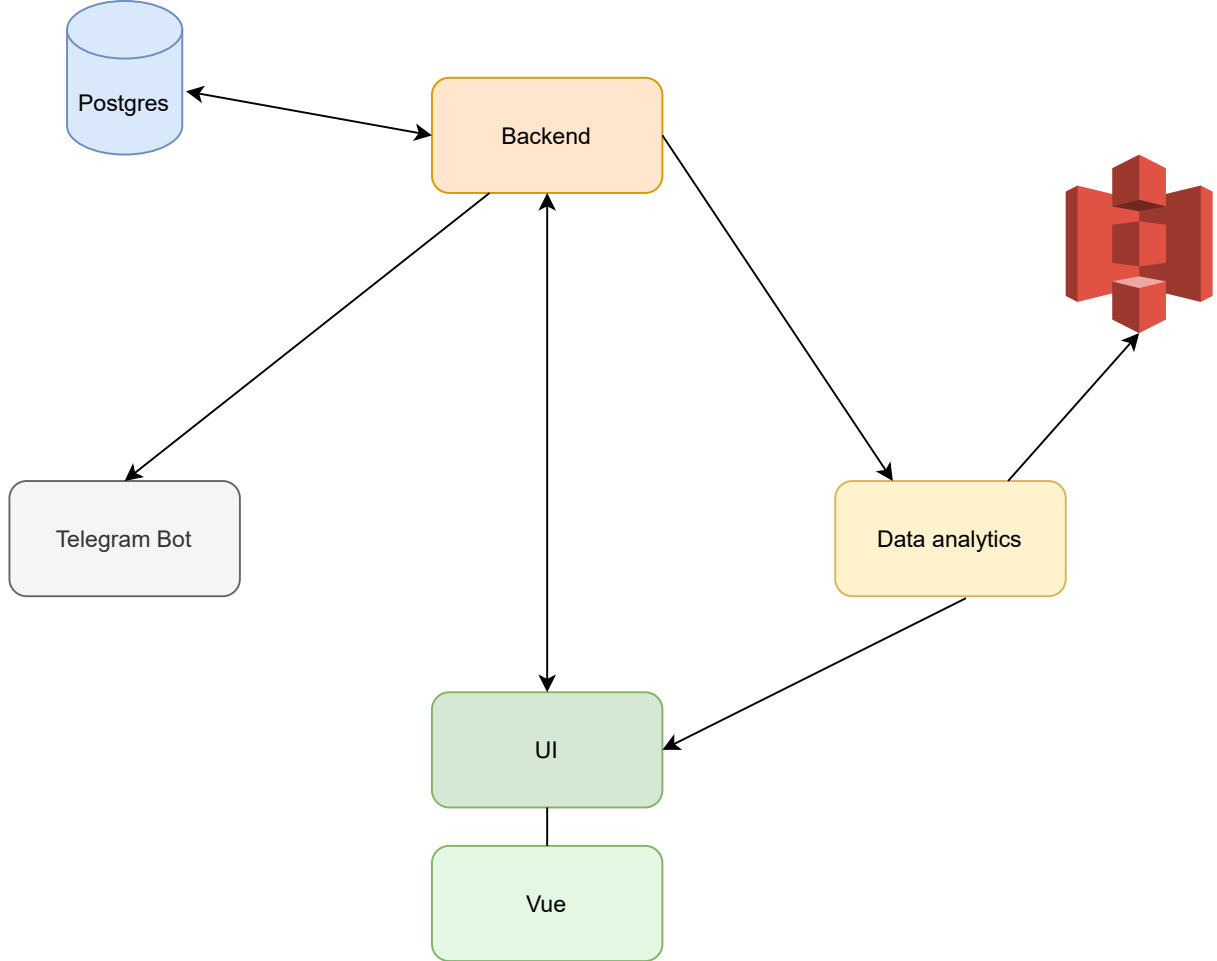 Postgres
Backend
Telegram Bot
Data analytics
UI
Vue